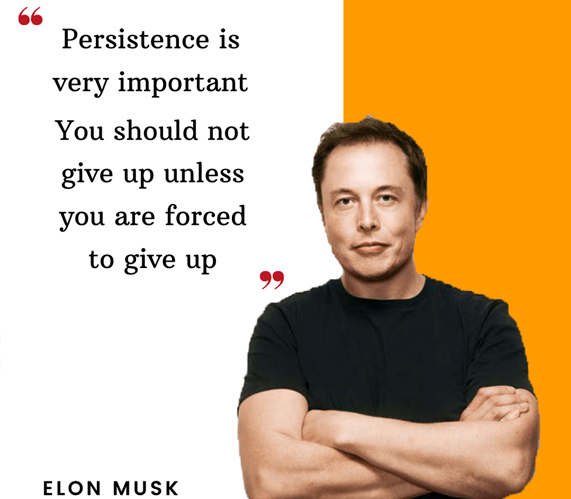 “
Persistence is
very important
You should not
give up unless
you are forced
to give up
”
ELON MUSK